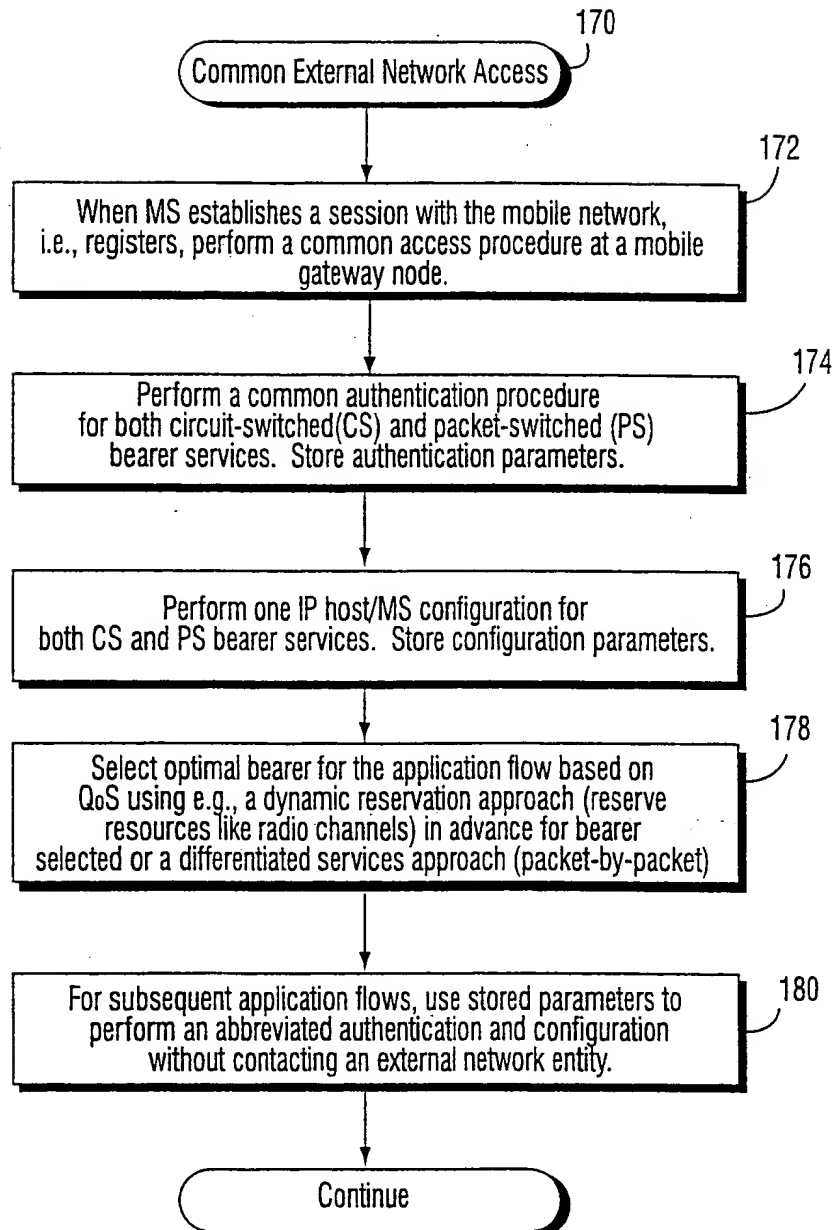 170
Common External Network Access
172
When MS establishes a session with the mobile network,
i.e., registers, perform a common access procedure at a mobile
gateway node.
174
Perform a common authentication procedure
for both circuit-switched(CS) and packet-switched (PS)
bearer services. Store authentication parameters.
176
Perform one IP host/MS configuration for
both CS and PS bearer services. Store configuration parameters.
178
Select optimal bearer for the application flow based on
QoS using e.g., a dynamic reservation approach (reserve
resources like radio channels) in advance for bearer
selected or a differentiated services approach (packet-by-packet)
180
For subsequent application flows, use stored parameters to
perform an abbreviated authentication and configuration
without contacting an external network entity.
Continue